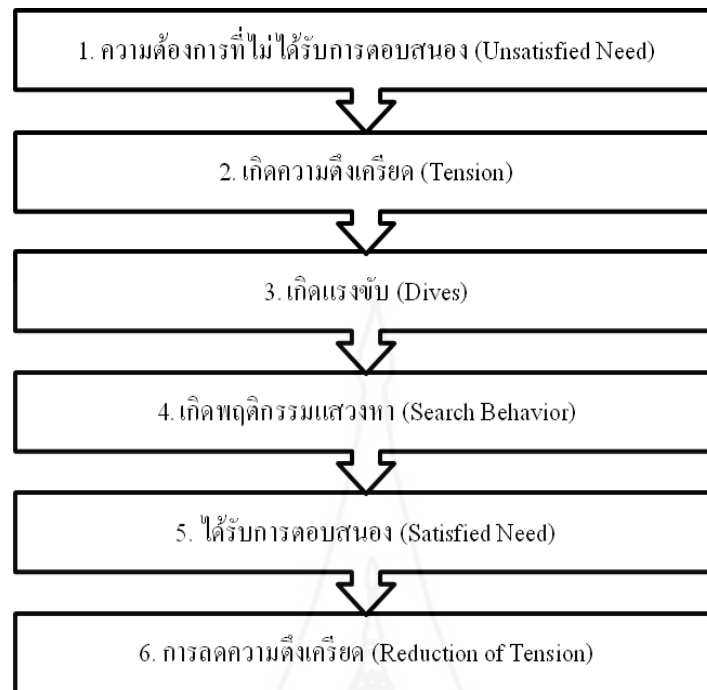 1. ความต้องการที่ไม่ได้รับการตอบสนอง (Unsatisfied Need)
2. เกิดความตึงเครียด (Tension)
3. เกิดแรงขับ (Dives)
4. เกิดพฤติกรรมแสวงหา (Search Behavior)
5. ได้รับการตอบสนอง (Satisfied Need)
6. การลดความตึงเครียด (Reduction of Tension)